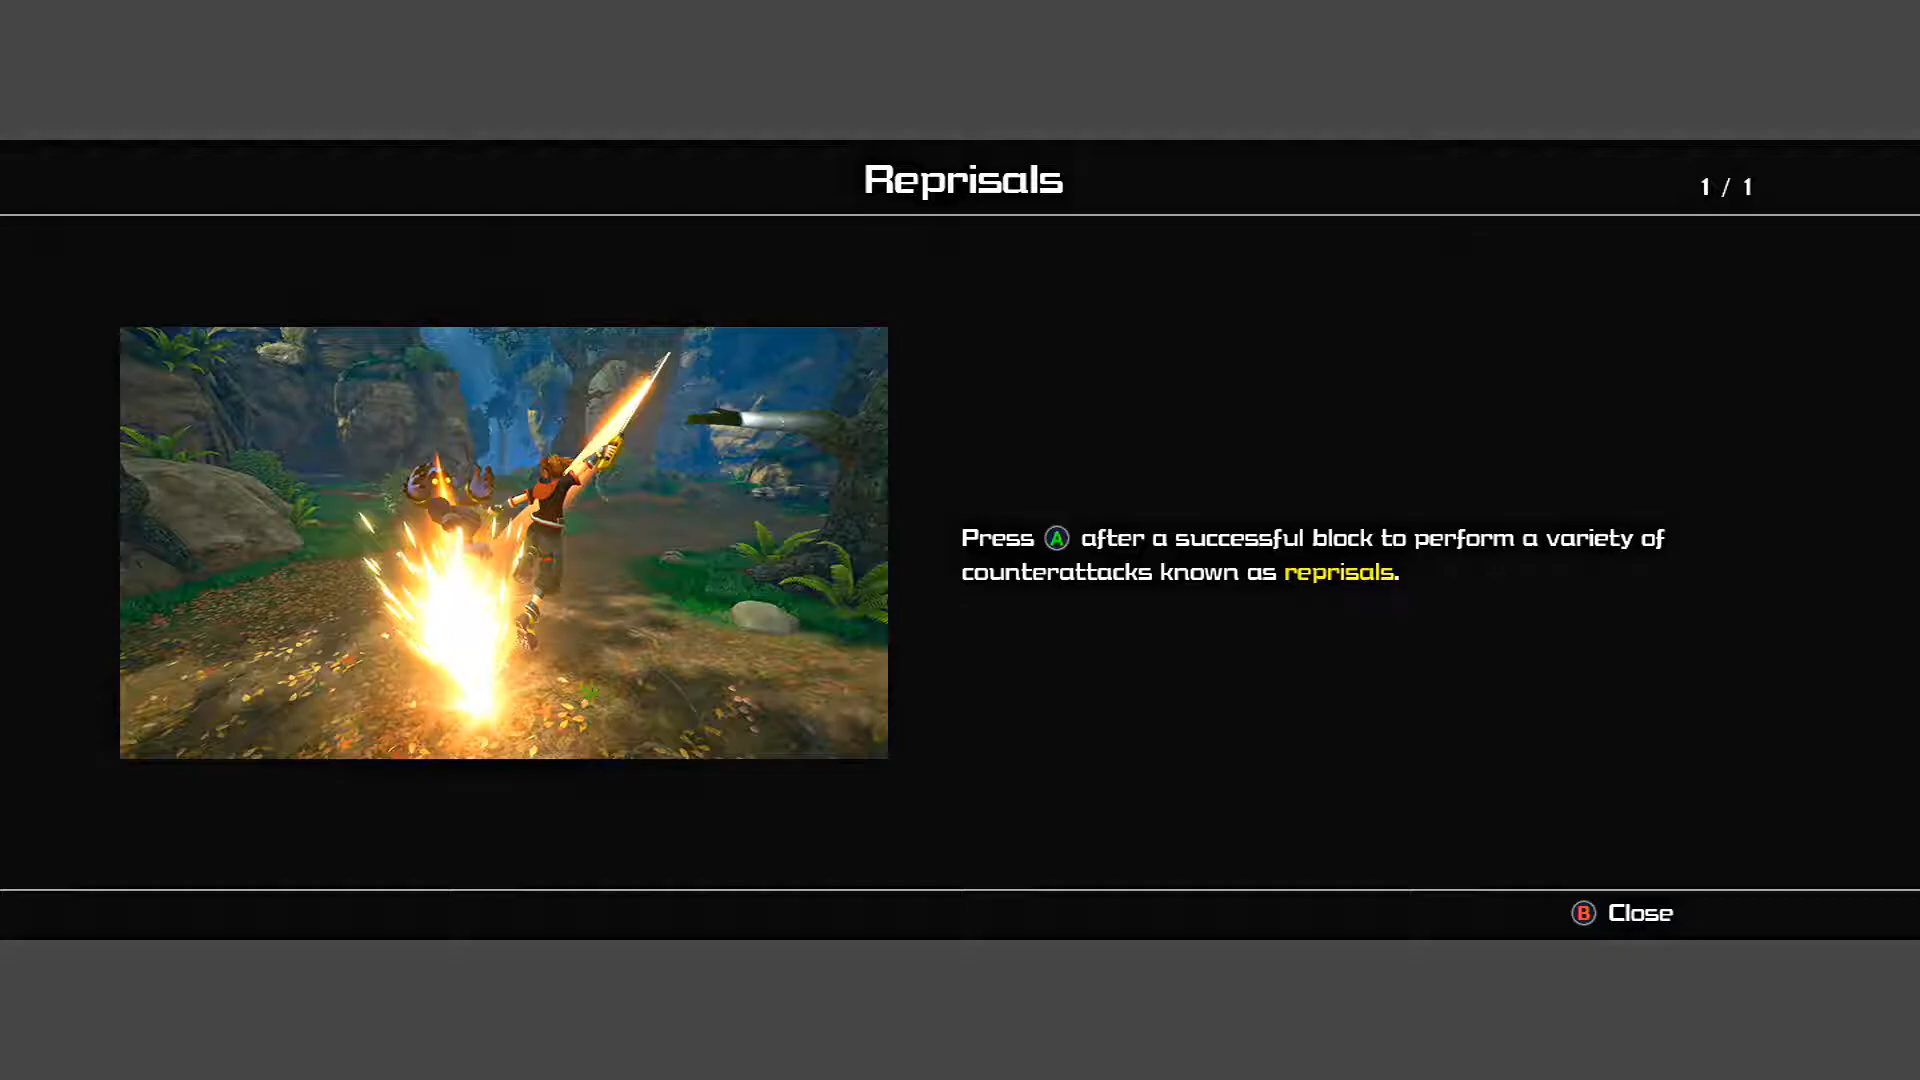 Reprisals
1 / 1
Press A after a successful block to perform a variety of
counterattacks known as reprisals.
B Close